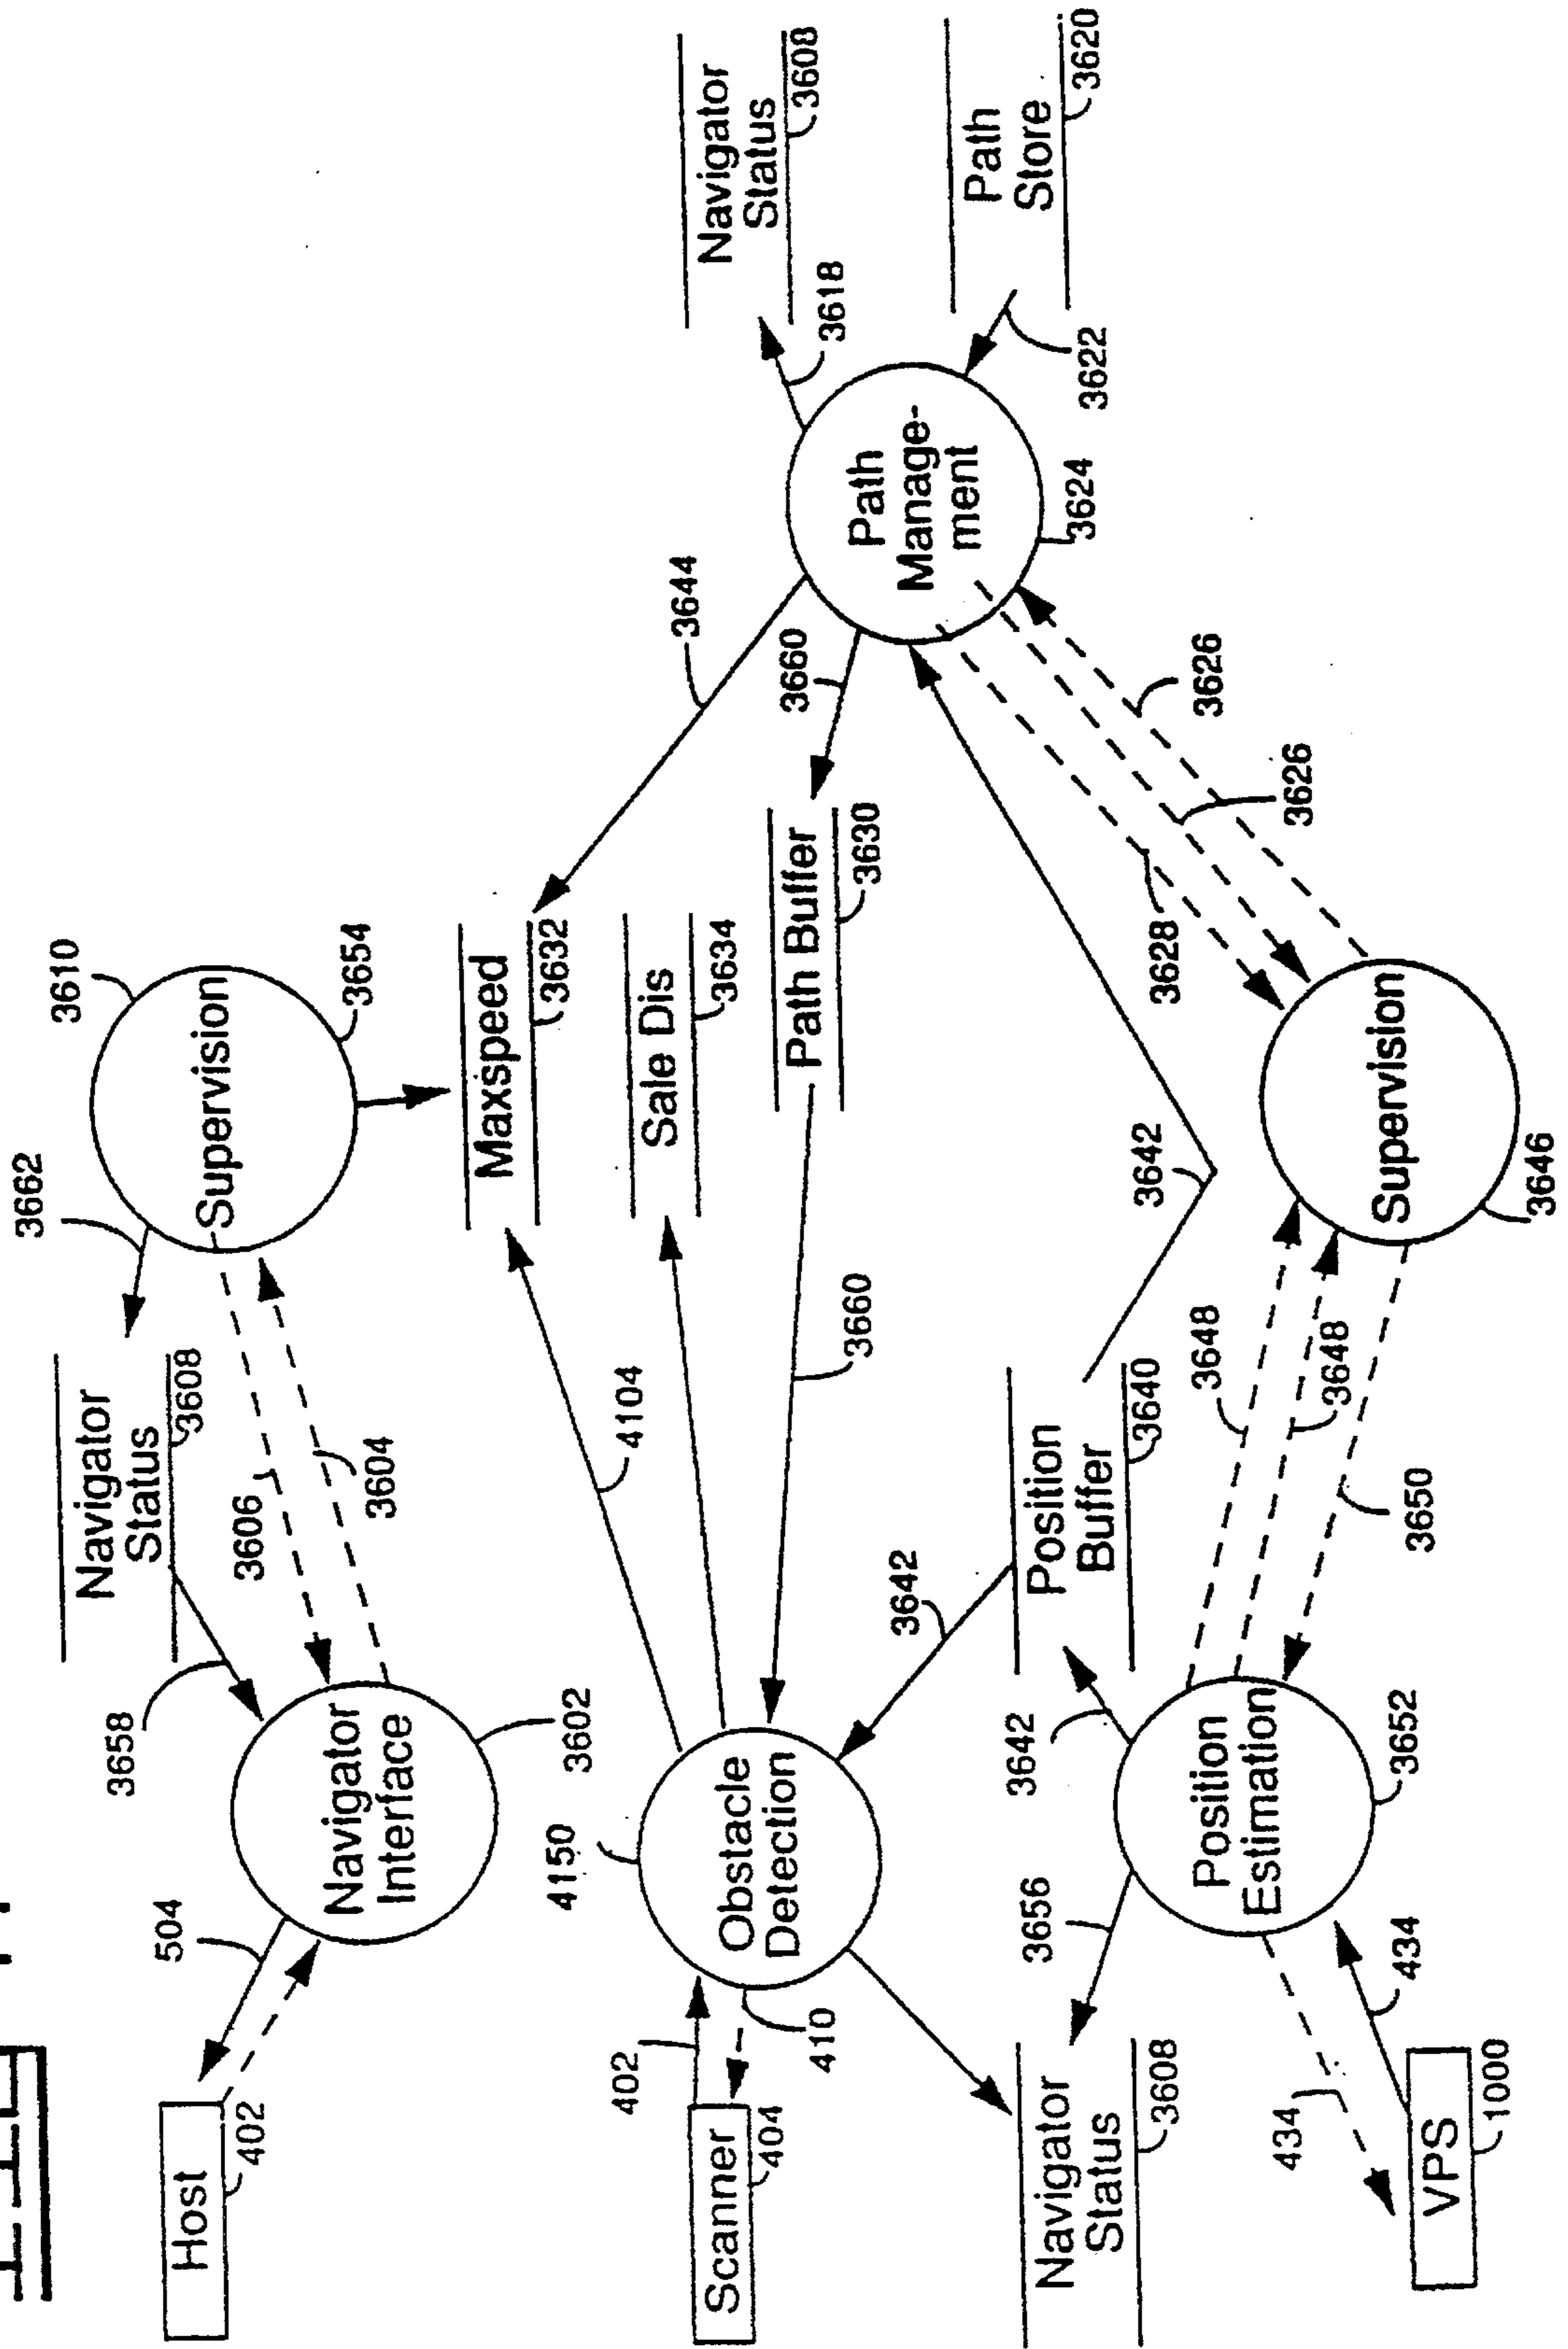 Host
402
504
Navigator
Interface
3602
3658
Navigator
Status
3608
3606
3604
3662
Supervision
3610
3654
Maxspeed
3632
Sale Dis
3634
Path Buffer
3630
3644
3660
Navigator
Status
3608
3618
Path
Store
3620
3622
Path
Manage-
ment
3624
Scanner
404
402
410
4150
Obstacle
Detection
4104
3660
3642
Position
Buffer
3640
3642
3628
3626
3626
Navigator
Status
3608
3656
3642
Position
Estimation
3652
3648
3648
3650
Supervision
3646
434
434
VPS
1000